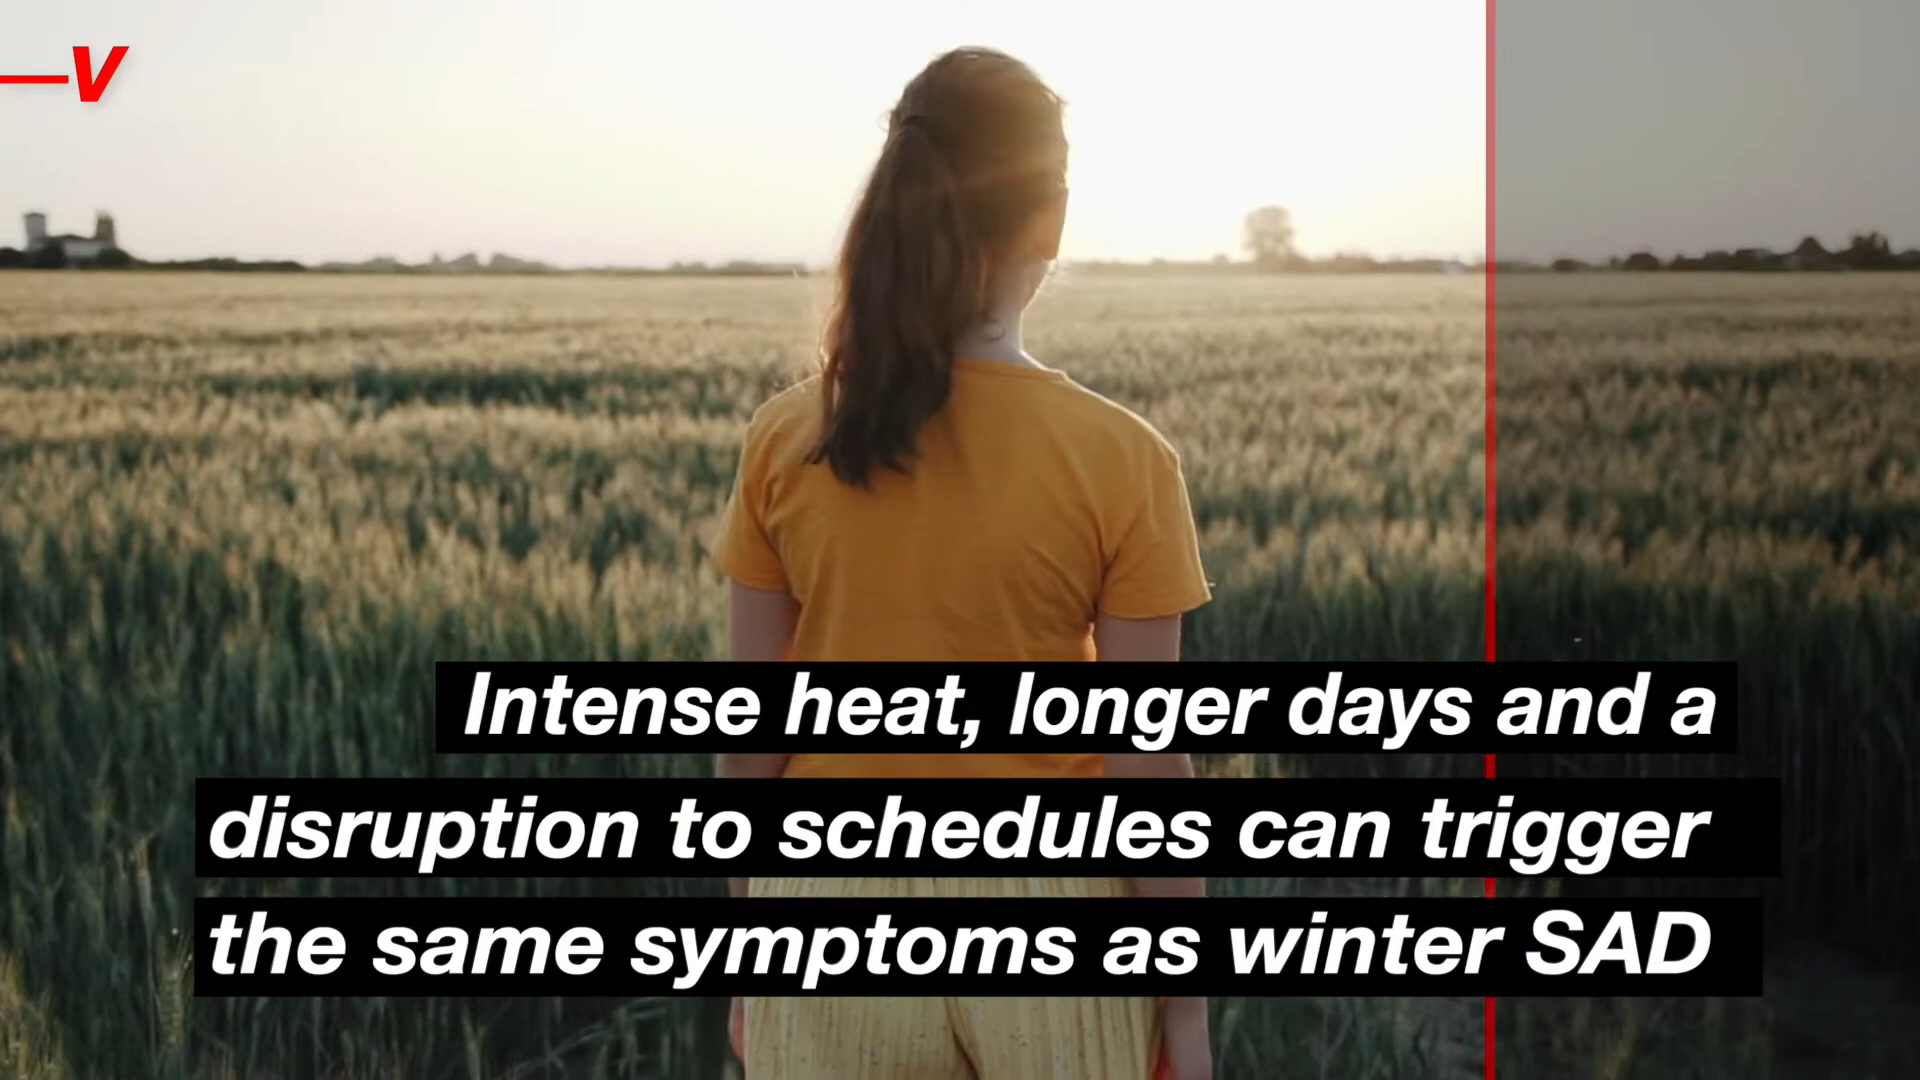 V
Intense heat, longer days and a
disruption to schedules can trigger
the same symptoms as winter SAD